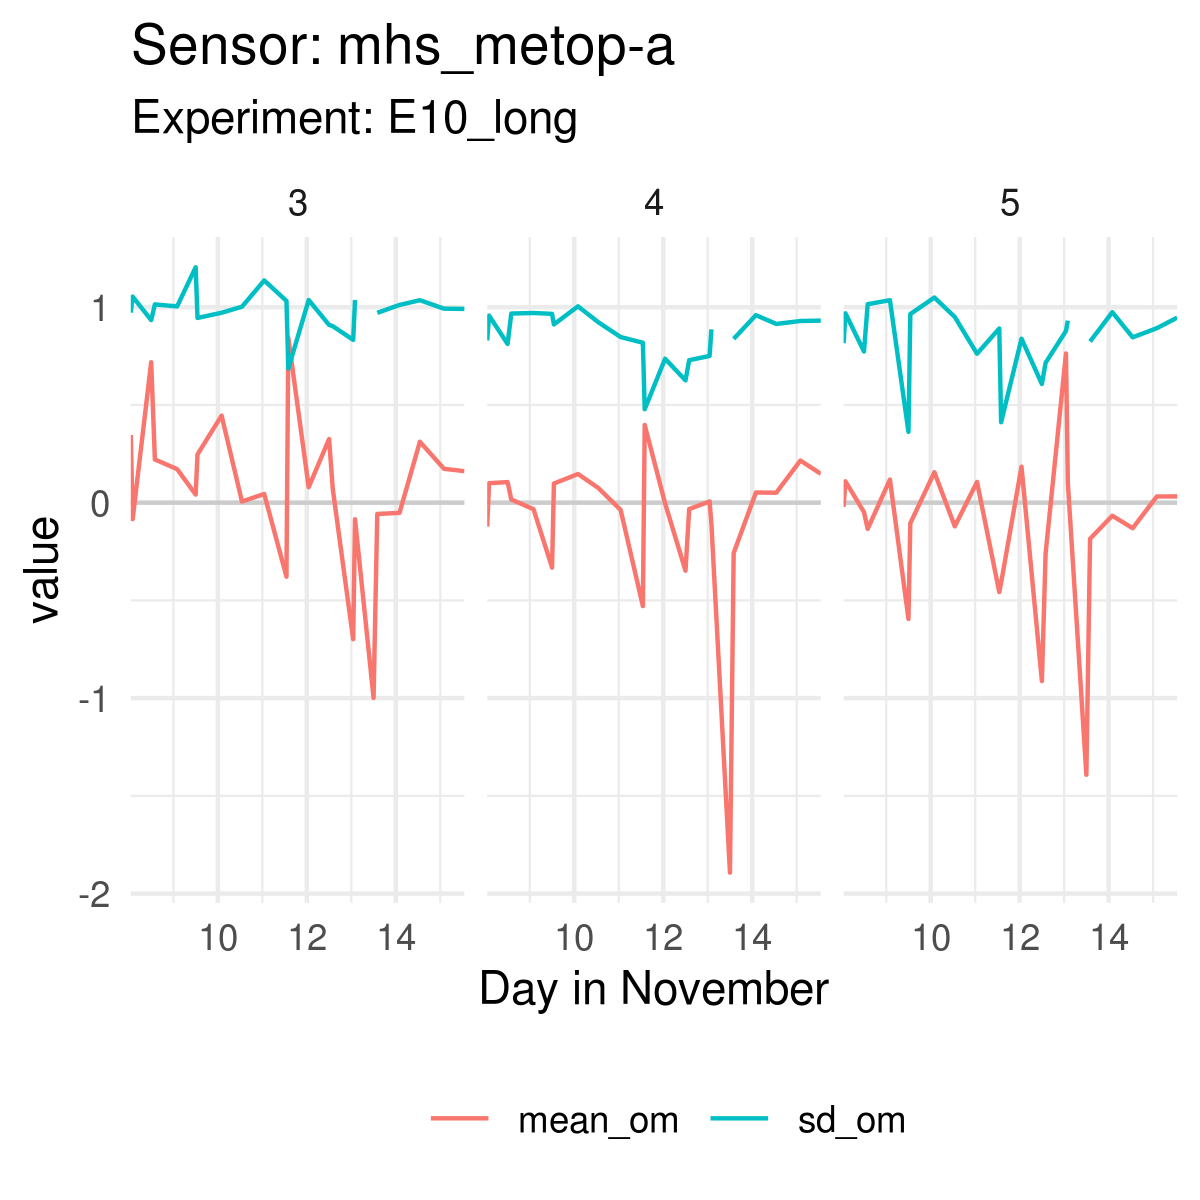 Sensor: mhs_metop-a
Experiment: E10_long
3 4 5
1
0
-1
-2
value
10 12 14 10 12 14 10 12 14
Day in November
mean_om sd_om